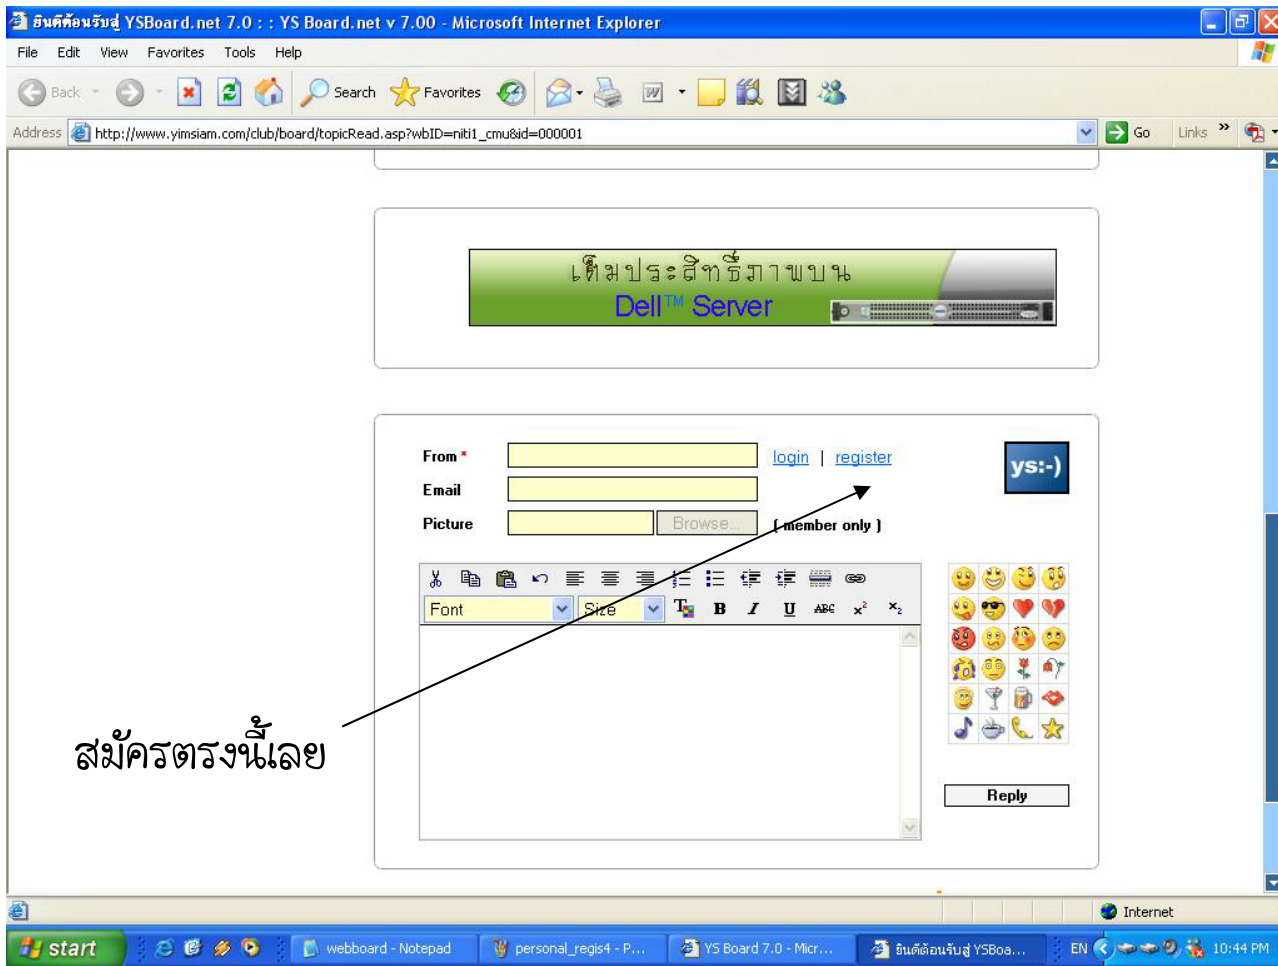 ยินดีต้อนรับสู่ YSBoard.net 7.0 : : YS Board.net v 7.00 - Microsoft Internet Explorer
File Edit View Favorites Tools Help
Back Search Favorites
Address http://www.yimsiam.com/club/board/topicRead.asp?wbID=niti1_cmu&id=000001 Go Links »
เต็มประสิทธิ์ภาพบน
Dell™ Server
From * login | register
ys:-)
Email
Picture Browse... ( member only )
Font Size T B I U ABC x² x₂
สมัครตรงนี้เลย
Reply
Internet
start webboard - Notepad personal_regis4 - P... YS Board 7.0 - Micr... ยินดีต้อนรับสู่ YSBoa... EN 10:44 PM